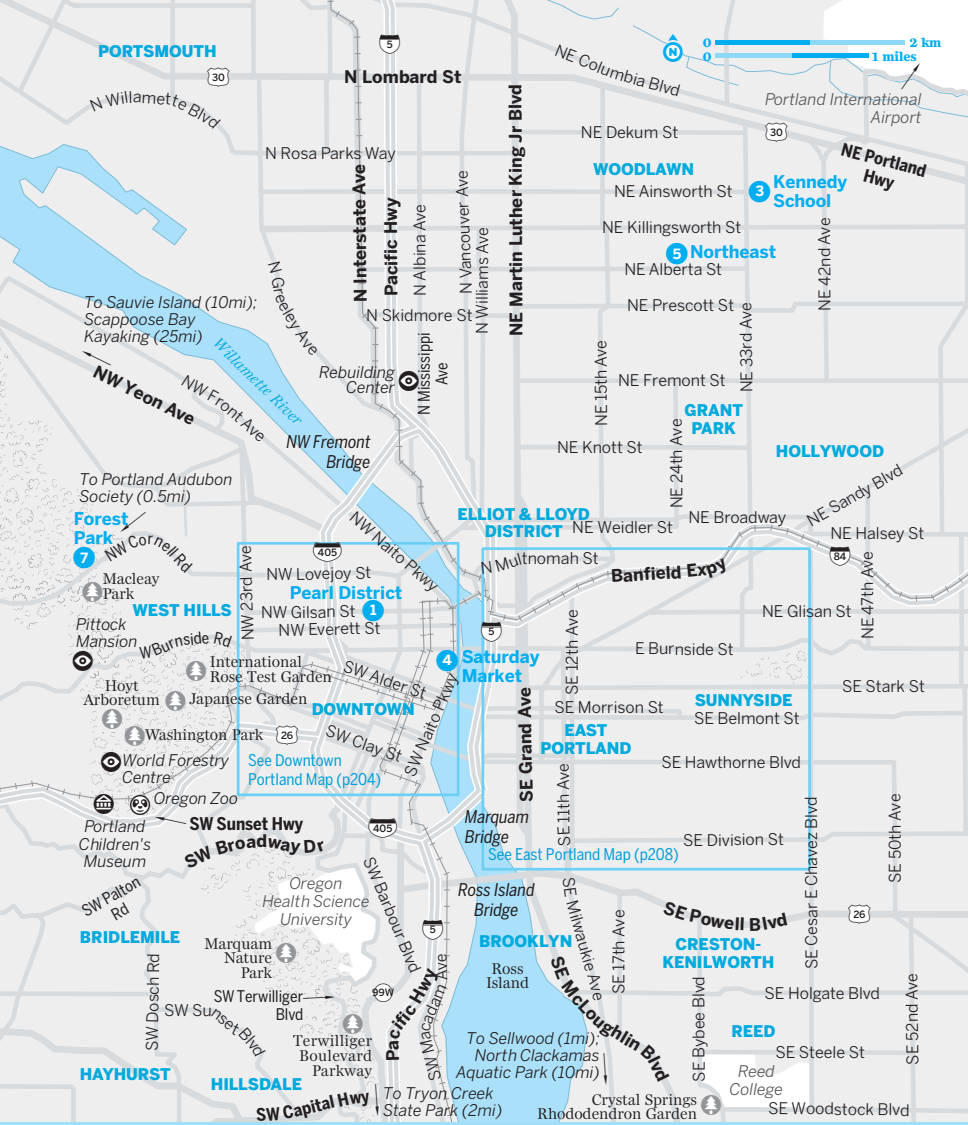 PORTSMOUTH
5
N
0
2 km
0
1 miles
30
N Lombard St
NE Columbia Blvd
Portland International
Airport
N Willamette Blvd
NE Dekum St
30
NE Portland
Hwy
N Rosa Parks Way
WOODLAWN
NE Ainsworth St
3
Kennedy
School
N Interstate Ave
Pacific Hwy
N Albina Ave
N Vancouver Ave
N Williams Ave
NE Martin Luther King Jr Blvd
NE Killingsworth St
5
Northeast
NE Alberta St
NE 42nd Ave
N Greeley Ave
To Sauvie Island (10mi);
Scappoose Bay
Kayaking (25mi)
N Skidmore St
NE Prescott St
NE 33rd Ave
Willamette River
Rebuilding
Center
N Mississippi
Ave
NE 15th Ave
NE Fremont St
NW Yeon Ave
NW Front Ave
GRANT
PARK
NE 24th Ave
NW Fremont
Bridge
NE Knott St
HOLLYWOOD
To Portland Audubon
Society (0.5mi)
NE Sandy Blvd
Forest
Park
7
NW Cornell Rd
NW Naito Pkwy
ELLIOT & LLOYD
DISTRICT
NE Weidler St
NE Broadway
NE Halsey St
405
NW 23rd Ave
N Multnomah St
84
Banfield Expy
NE 47th Ave
NW Lovejoy St
Macleay
Park
Pearl District
WEST HILLS
NW Gilsan St
1
NE Glisan St
NW Everett St
5
NE 12th Ave
Pittock
Mansion
W Burnside Rd
E Burnside St
4
Saturday
Market
International
Rose Test Garden
SW Alder St
Hoyt
Arboretum
Japanese Garden
SE Stark St
DOWNTOWN
SE Morrison St
SUNNYSIDE
SE Belmont St
Washington Park
26
SW Clay St
SW Naito Pkwy
SE Grand Ave
EAST
PORTLAND
World Forestry
Centre
See Downtown
Portland Map (p204)
SE Hawthorne Blvd
SE 11th Ave
Oregon Zoo
Portland
Children's
Museum
SW Sunset Hwy
405
Marquam
Bridge
SE Division St
SE Cesar E Chavez Blvd
SE 50th Ave
SW Broadway Dr
See East Portland Map (p208)
SW Palton
Rd
Oregon
Health Science
University
SW Barbour Blvd
Ross Island
Bridge
SE Milwaukie Ave
SE 17th Ave
SE Powell Blvd
26
5
BRIDLEMILE
Marquam
Nature
Park
BROOKLYN
CRESTON-
KENILWORTH
SW Dosch Rd
Ross
Island
SE McLoughlin Blvd
SE Bybee Blvd
SE Holgate Blvd
SE 52nd Ave
SW Terwilliger
Blvd
99W
Pacific Hwy
SW Macadam Ave
SW Sunset Blvd
REED
Terwilliger
Boulevard
Parkway
To Sellwood (1mi);
North Clackamas
Aquatic Park (10mi)
SE Steele St
HAYHURST
HILLSDALE
Reed
College
SW Capital Hwy
To Tryon Creek
State Park (2mi)
Crystal Springs
Rhododendron Garden
SE Woodstock Blvd